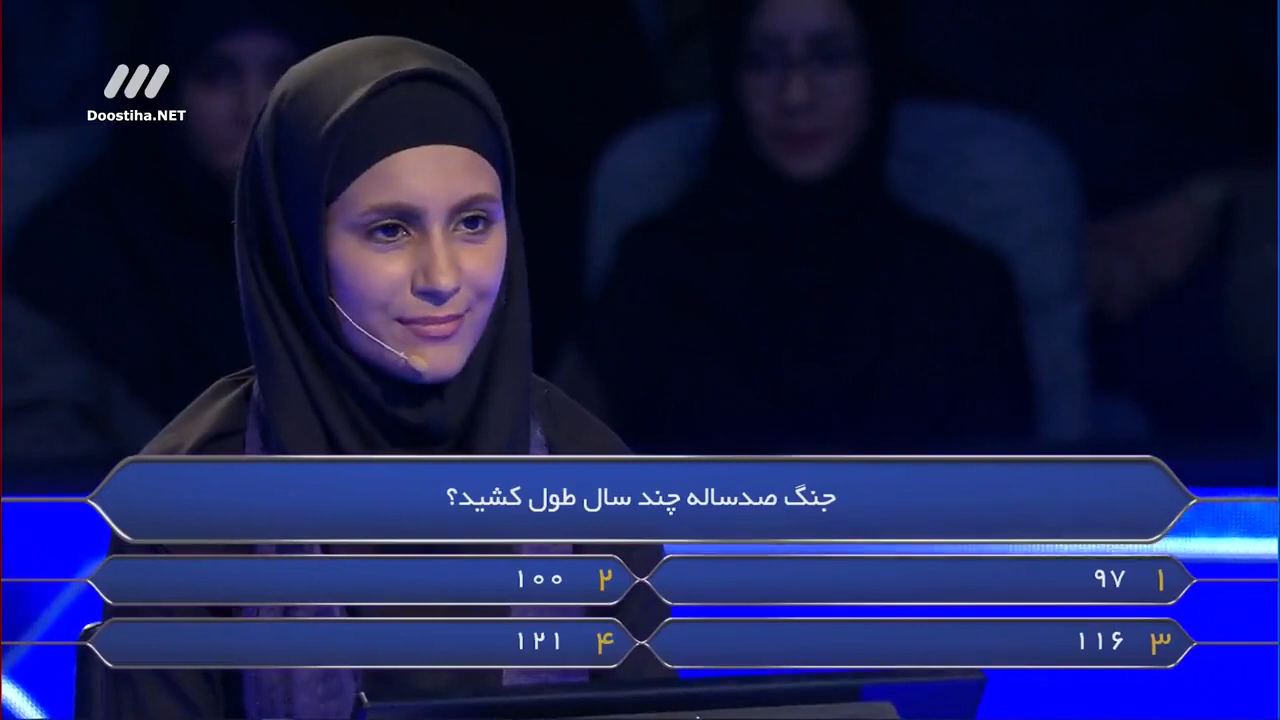 Doostiha.NET
جنگ صدساله چند سال طول کشید؟
۱ ۹۷
۲ ۱۰۰
۳ ۱۱۶
۴ ۱۲۱